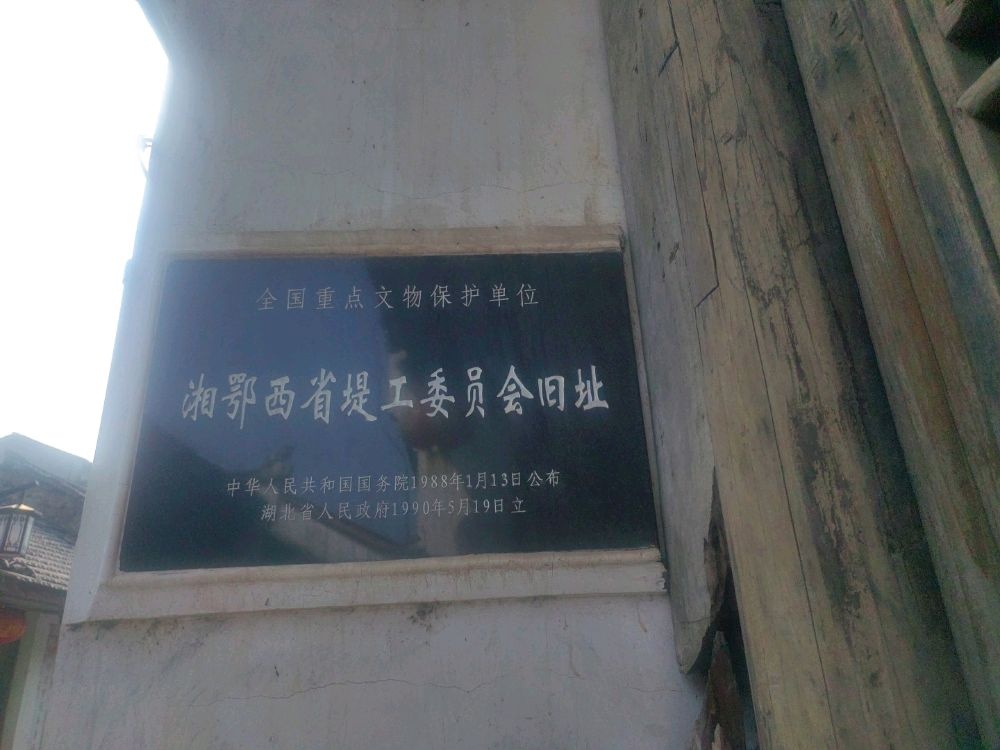 全国重点文物保护单位
湘鄂西省堤工委员会旧址
中华人民共和国国务院1988年1月13日公布
湖北省人民政府1990年5月19日立